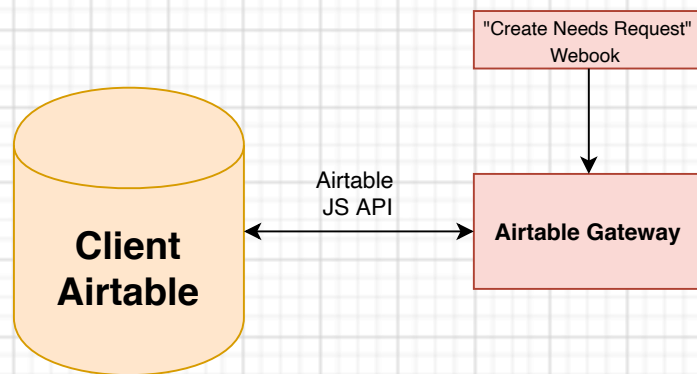 "Create Needs Request"
Webook
Airtable
JS API
Client
Airtable
Airtable Gateway